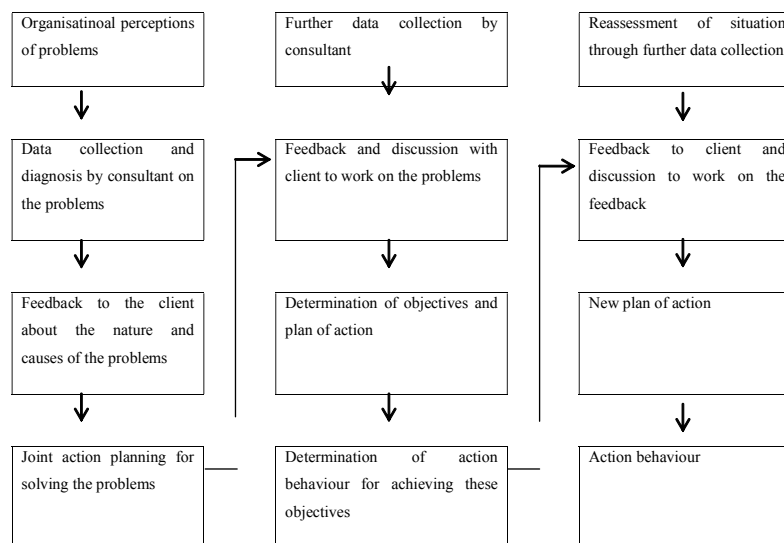 Organisatinoal perceptions
of problems
Data collection and
diagnosis by consultant on
the problems
Feedback to the client
about the nature and
causes of the problems
Joint action planning for
solving the problems
Further data collection by
consultant
Feedback and discussion with
client to work on the problems
Determination of objectives and
plan of action
Determination of action
behaviour for achieving these
objectives
Reassessment of situation
through further data collection
Feedback to client and
discussion to work on the
feedback
New plan of action
Action behaviour